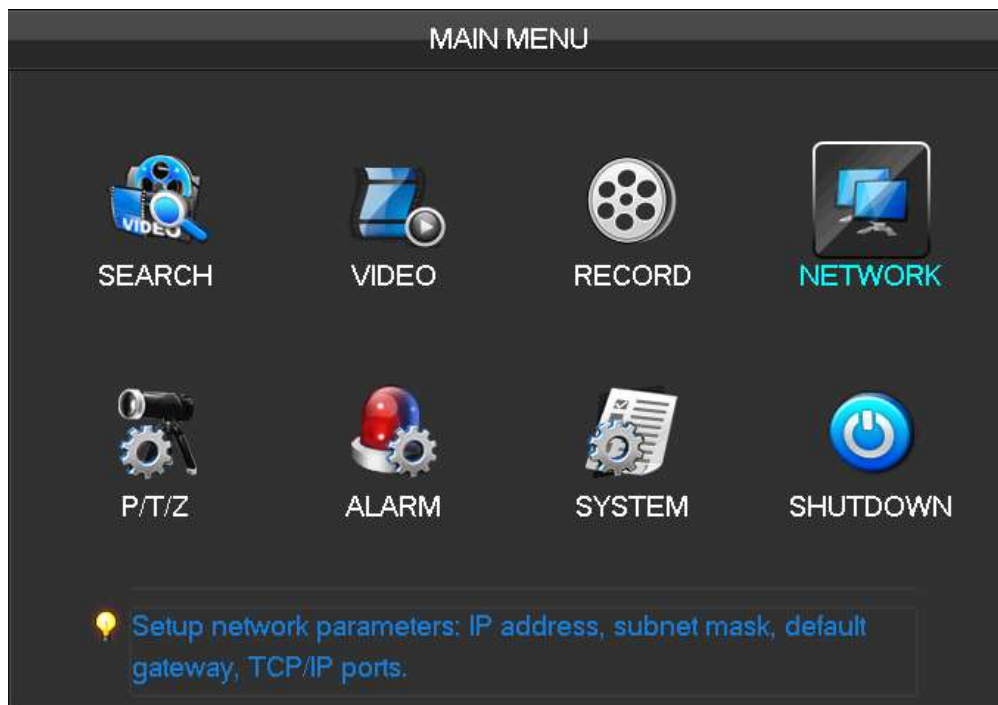 MAIN MENU
VIDEO
SEARCH VIDEO RECORD NETWORK
P/T/Z ALARM SYSTEM SHUTDOWN
Setup network parameters: IP address, subnet mask, default
gateway, TCP/IP ports.